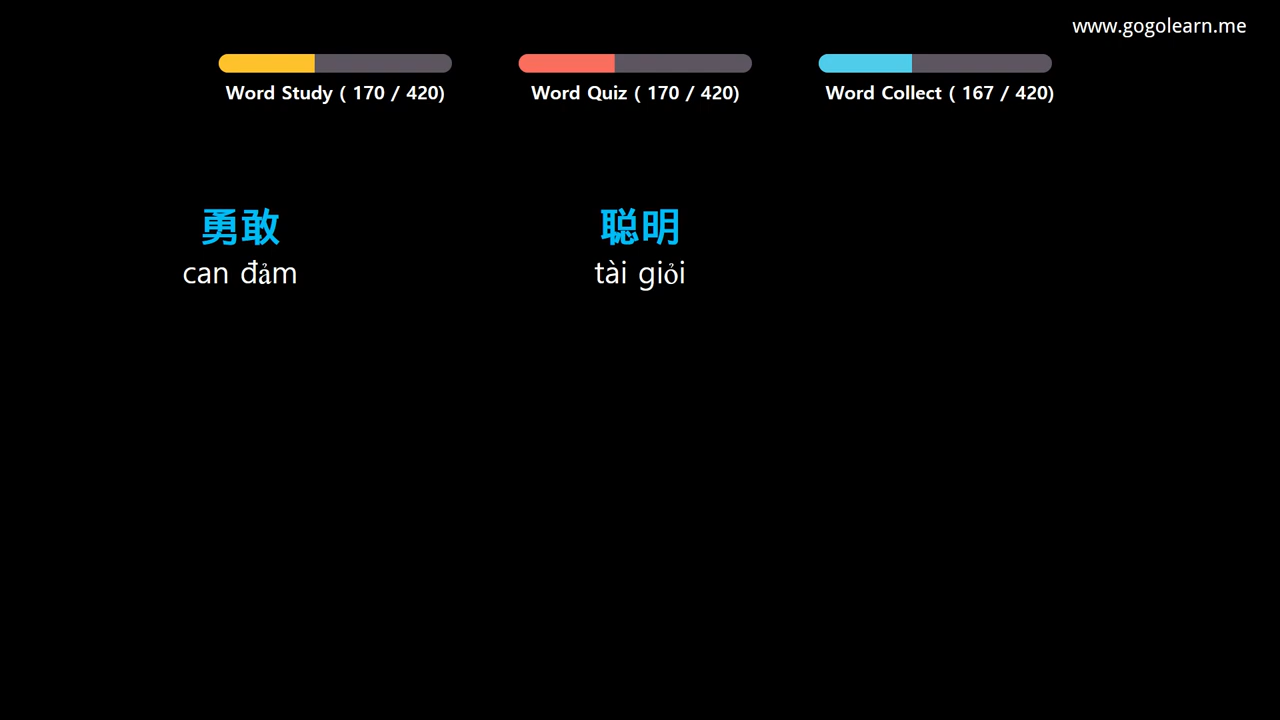 www.gogolearn.me
Word Study ( 170 / 420)
Word Quiz ( 170 / 420)
Word Collect ( 167 / 420)
勇敢
can đảm
聪明
tài giỏi